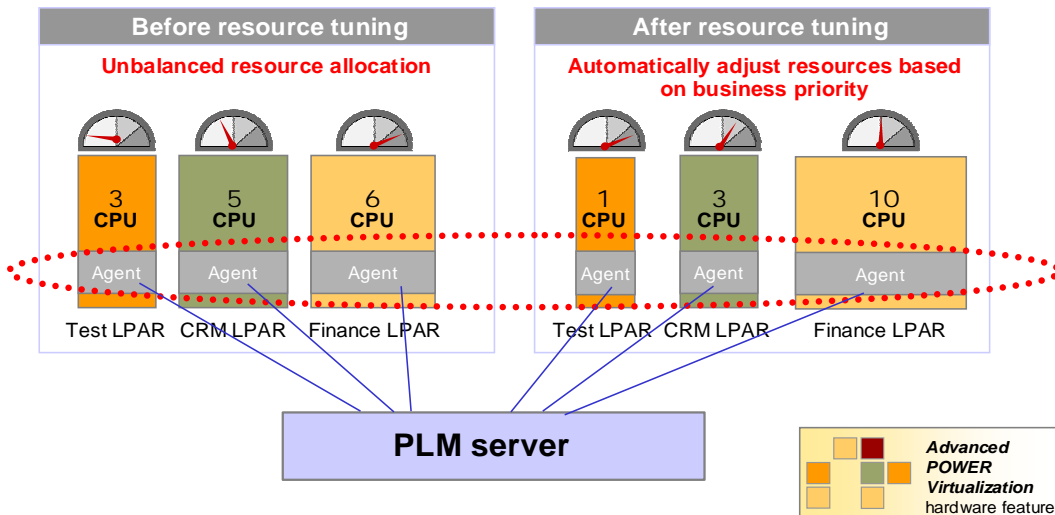 Before resource tuning
Unbalanced resource allocation
3
CPU
5
CPU
6
CPU
Agent
Agent
Agent
Test LPAR
CRM LPAR
Finance LPAR
After resource tuning
Automatically adjust resources based
on business priority
1
CPU
3
CPU
10
CPU
Agent
Agent
Agent
Test LPAR
CRM LPAR
Finance LPAR
PLM server
Advanced
POWER
Virtualization
hardware feature